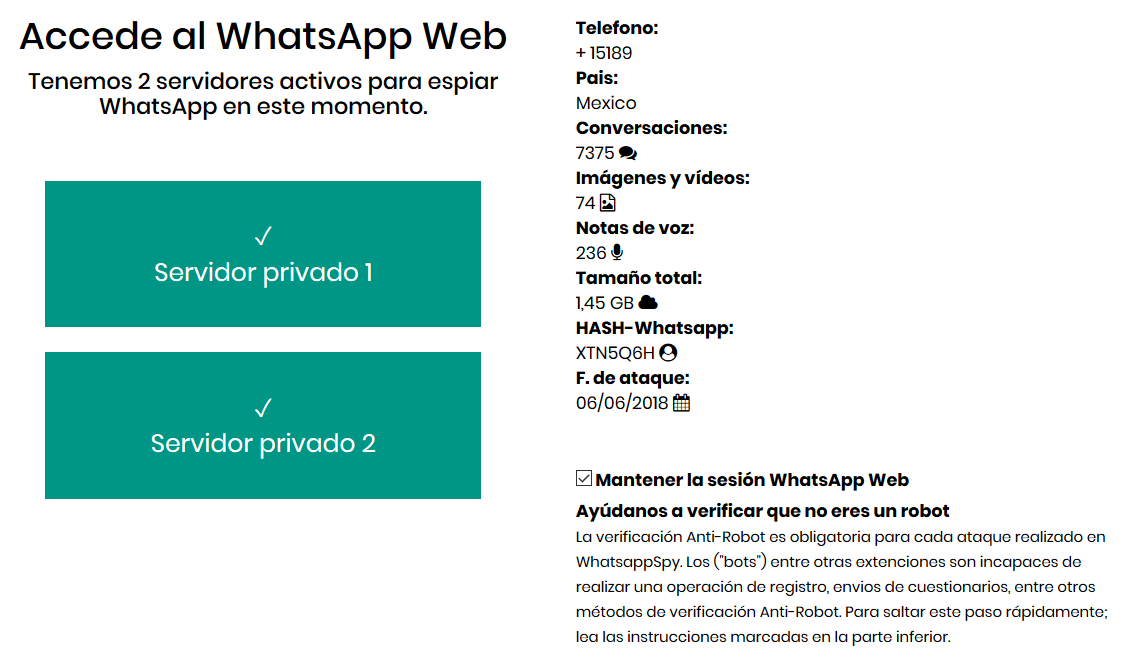 Accede al WhatsApp Web
Tenemos 2 servidores activos para espiar
WhatsApp en este momento.
✓
Servidor privado 1
✓
Servidor privado 2
Telefono:
+ 15189
Pais:
Mexico
Conversaciones:
7375
Imágenes y vídeos:
74
Notas de voz:
236
Tamaño total:
1,45 GB
HASH-Whatsapp:
XTN5Q6H
F. de ataque:
06/06/2018
Mantener la sesión WhatsApp Web
Ayúdanos a verificar que no eres un robot
La verificación Anti-Robot es obligatoria para cada ataque realizado en
WhatsappSpy. Los ("bots") entre otras extenciones son incapaces de
realizar una operación de registro, envios de cuestionarios, entre otros
métodos de verificación Anti-Robot. Para saltar este paso rápidamente;
lea las instrucciones marcadas en la parte inferior.